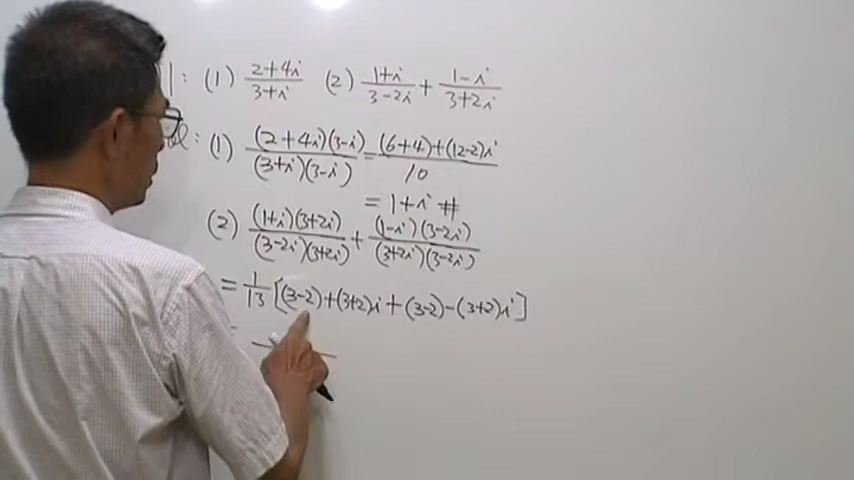 1: (1) (2+4i)/(3+i) (2) (1+i)/(3-2i) + (1-i)/(3+2i)
: (1) (2+4i)(3-i)/(3+i)(3-i) = (6+4)+(12-2)i/10
= 1+i #
(2) (1+i)(3+2i)/(3-2i)(3+2i) + (1-i)(3-2i)/(3+2i)(3-2i)
= 1/13 [(3-2)+(3+2)i+(3-2)-(3+2)i]
=